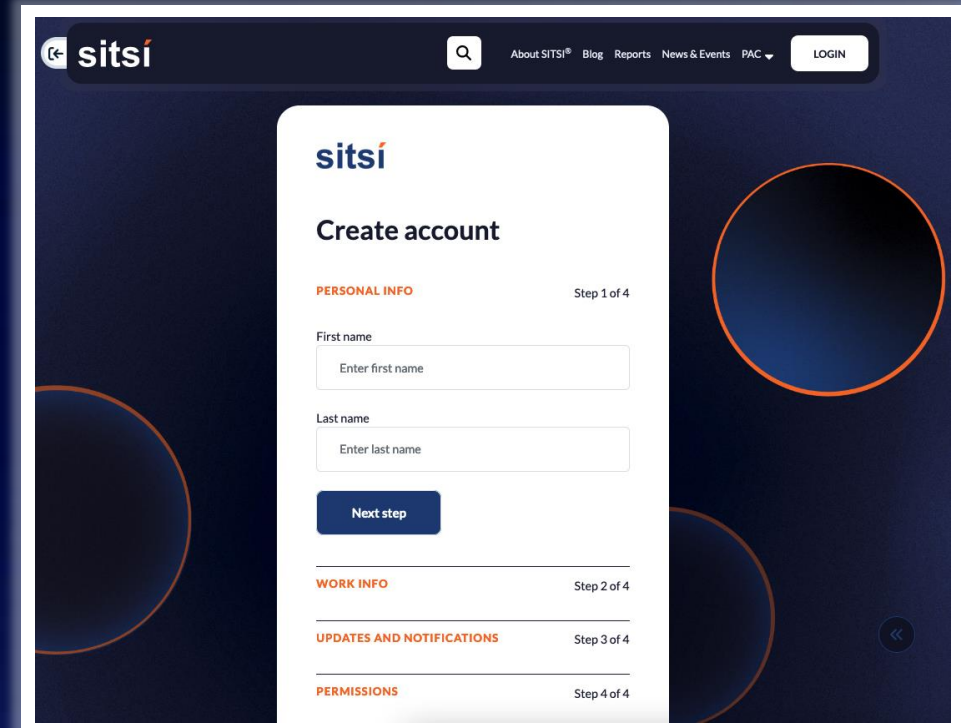 sitsí
About SITSI® Blog Reports News & Events PAC LOGIN
sitsí
Create account
PERSONAL INFO Step 1 of 4
First name
Enter first name
Last name
Enter last name
Next step
WORK INFO Step 2 of 4
UPDATES AND NOTIFICATIONS Step 3 of 4
PERMISSIONS Step 4 of 4